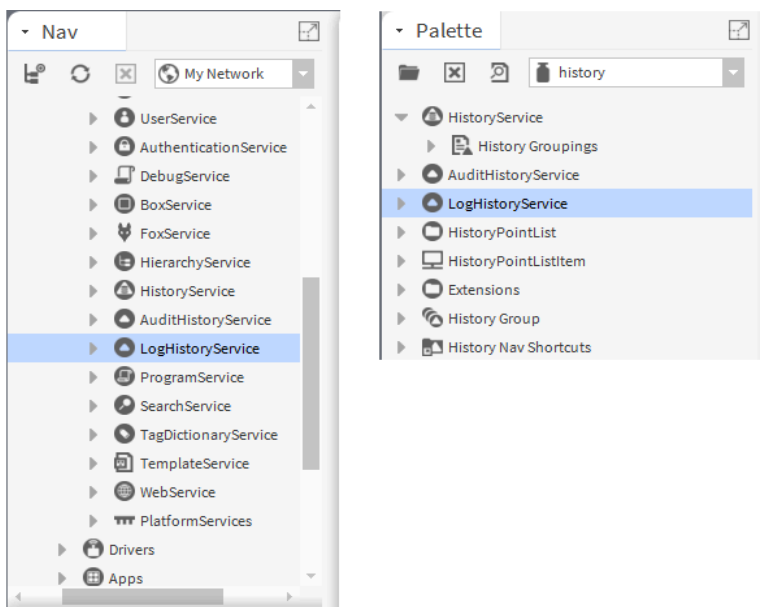 Nav
My Network
UserService
AuthenticationService
DebugService
BoxService
FoxService
HierarchyService
HistoryService
AuditHistoryService
LogHistoryService
ProgramService
SearchService
TagDictionaryService
TemplateService
WebService
PlatformServices
Drivers
Apps
Palette
history
HistoryService
History Groupings
AuditHistoryService
LogHistoryService
HistoryPointList
HistoryPointListItem
Extensions
History Group
History Nav Shortcuts